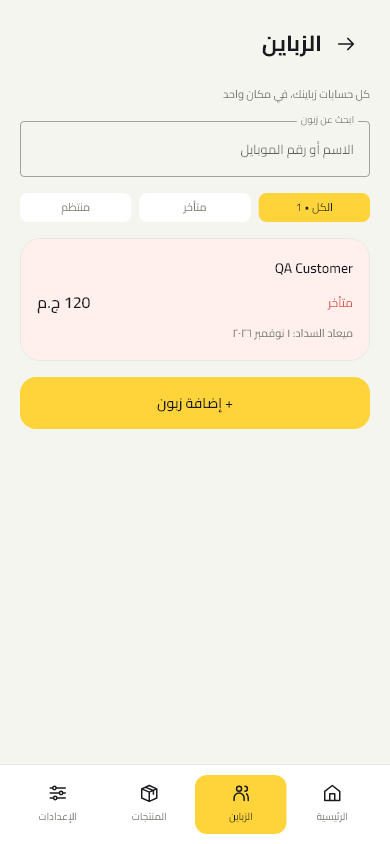 الزباين
كل حسابات زباينك، في مكان واحد
ابحث عن زبون
الاسم أو رقم الموبايل
الكل • 1
متأخر
منتظم
QA Customer
متأخر
120 ج.م
ميعاد السداد: ١ نوفمبر ٢٠٢٦
+ إضافة زبون
الرئيسية
الزباين
المنتجات
الإعدادات